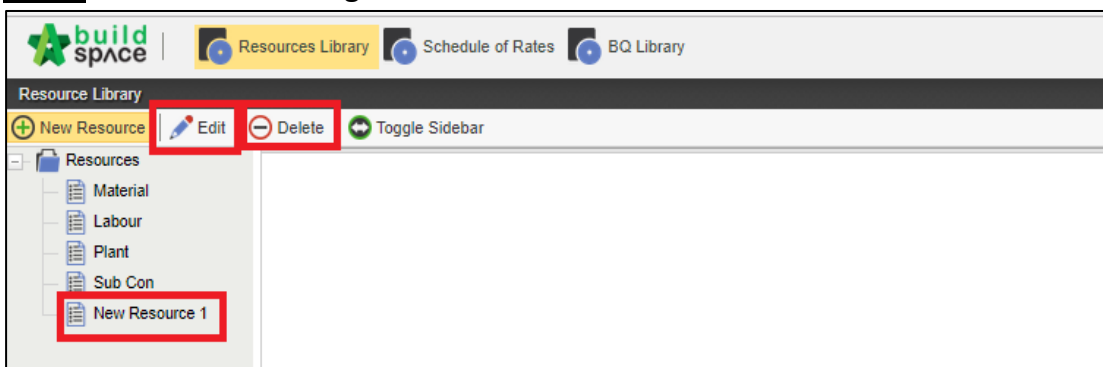 build
spʌce
Resources Library Schedule of Rates BQ Library
Resource Library
New Resource Edit Delete Toggle Sidebar
Resources
Material
Labour
Plant
Sub Con
New Resource 1